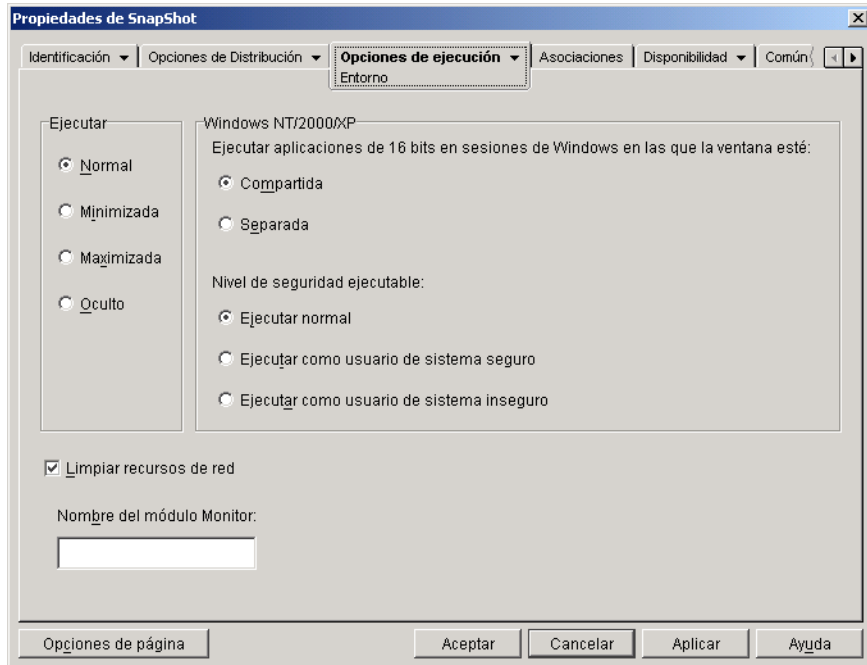 Propiedades de SnapShot
Identificación Opciones de Distribución Opciones de ejecución Asociaciones Disponibilidad Común
Entorno
Ejecutar
Normal
Minimizada
Maximizada
Oculto
Windows NT/2000/XP
Ejecutar aplicaciones de 16 bits en sesiones de Windows en las que la ventana esté:
Compartida
Separada
Nivel de seguridad ejecutable:
Ejecutar normal
Ejecutar como usuario de sistema seguro
Ejecutar como usuario de sistema inseguro
Limpiar recursos de red
Nombre del módulo Monitor:
Opciones de página Aceptar Cancelar Aplicar Ayuda